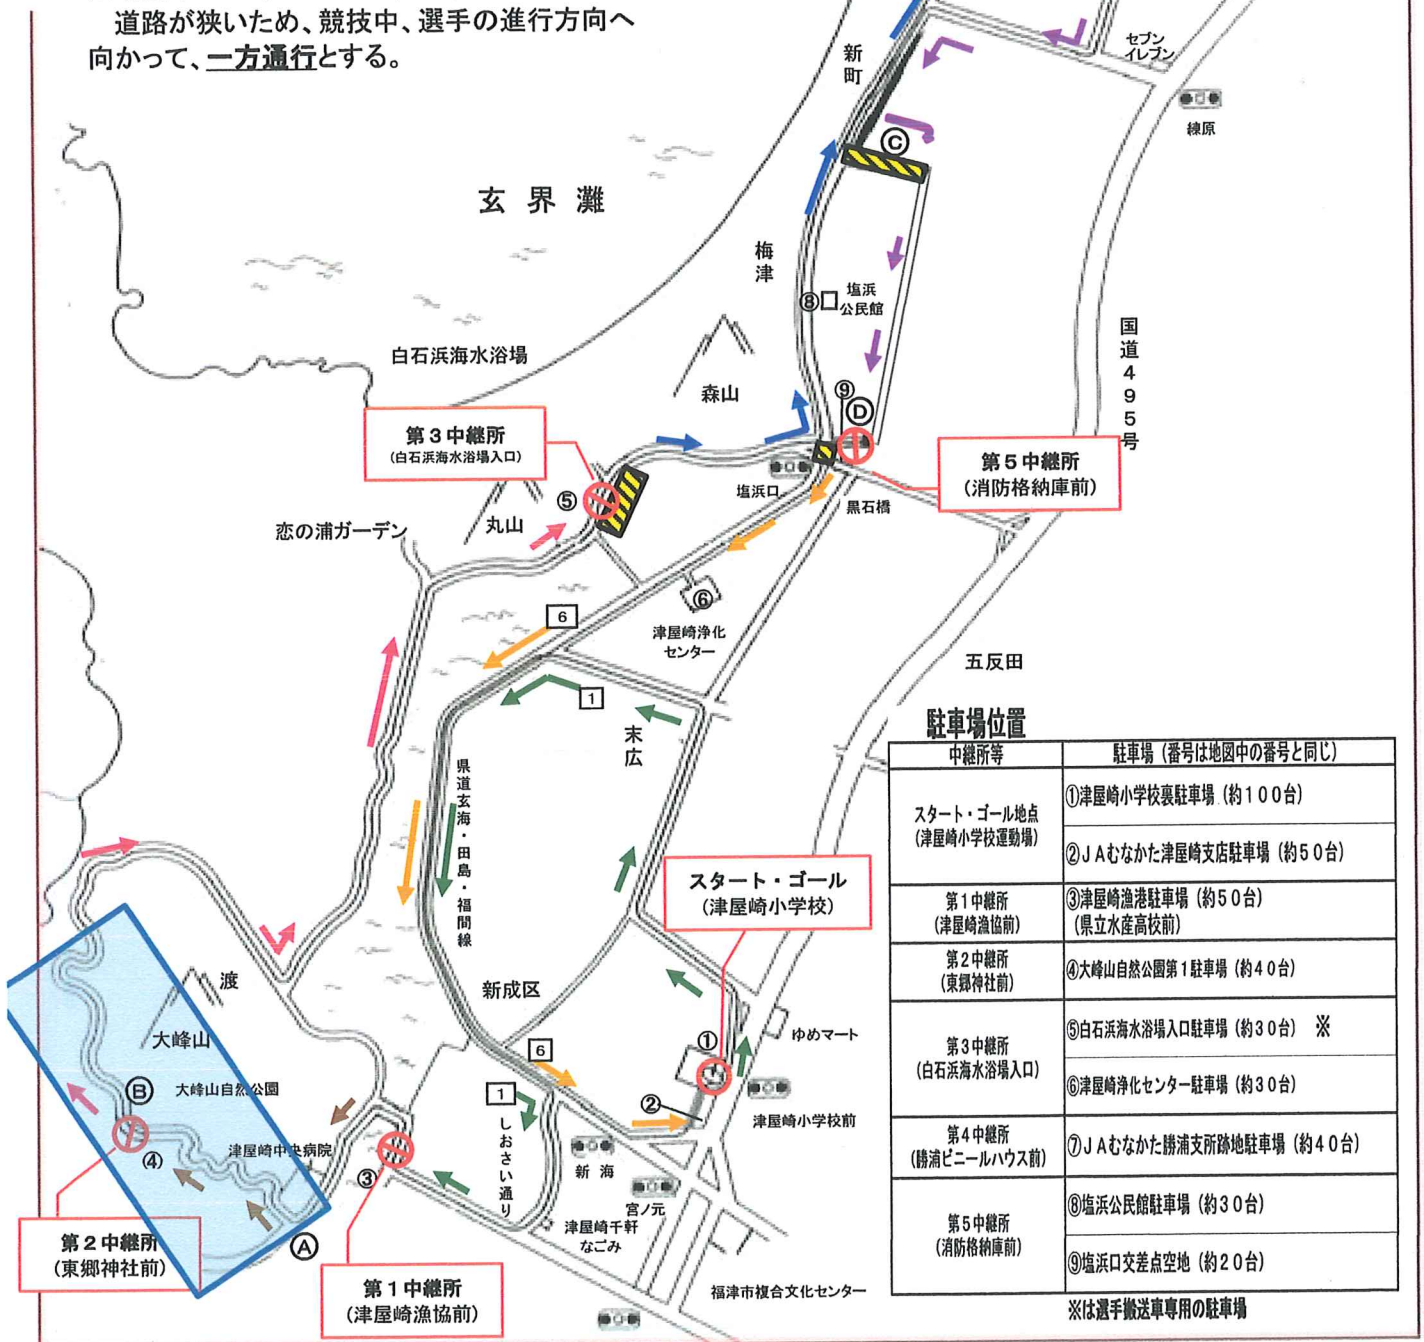 道路が狭いため、競技中、選手の進行方向へ
向かって、一方通行とする。
セブン
イレブン
新町
練原
Ⓒ
玄界灘
梅津
⑧
塩浜
公民館
国道495号
白石浜海水浴場
森山
⑨
Ⓓ
第3中継所
(白石浜海水浴場入口)
第5中継所
(消防格納庫前)
塩浜口
黒石橋
⑤
丸山
恋の浦ガーデン
⑥
津屋崎浄化
センター
6
五反田
1
末広
県道玄海・田島・福間線
スタート・ゴール
(津屋崎小学校)
渡
新成区
大峰山
①
ゆめマート
6
Ⓑ
大峰山自然公園
1
②
津屋崎小学校前
しおさい通り
津屋崎中央病院
④
③
新海
宮ノ元
津屋崎千軒
なごみ
第2中継所
(東郷神社前)
Ⓐ
第1中継所
(津屋崎漁協前)
福津市複合文化センター
駐車場位置
中継所等 駐車場(番号は地図中の番号と同じ)
スタート・ゴール地点
(津屋崎小学校運動場)
①津屋崎小学校裏駐車場(約100台)
②JAむなかた津屋崎支店駐車場(約50台)
第1中継所
(津屋崎漁協前)
③津屋崎漁港駐車場(約50台)
(県立水産高校前)
第2中継所
(東郷神社前)
④大峰山自然公園第1駐車場(約40台)
第3中継所
(白石浜海水浴場入口)
⑤白石浜海水浴場入口駐車場(約30台) ※
⑥津屋崎浄化センター駐車場(約30台)
第4中継所
(勝浦ビニールハウス前)
⑦JAむなかた勝浦支所跡地駐車場(約40台)
第5中継所
(消防格納庫前)
⑧塩浜公民館駐車場(約30台)
⑨塩浜口交差点空地(約20台)
※は選手搬送車専用の駐車場